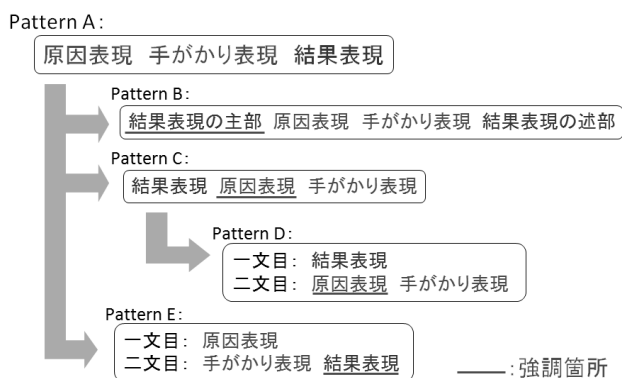 Pattern A:
原因表現 手がかり表現 結果表現
Pattern B:
結果表現の主部 原因表現 手がかり表現 結果表現の述部
Pattern C:
結果表現 原因表現 手がかり表現
Pattern D:
一文目: 結果表現
二文目: 原因表現 手がかり表現
Pattern E:
一文目: 原因表現
二文目: 手がかり表現 結果表現
:強調箇所